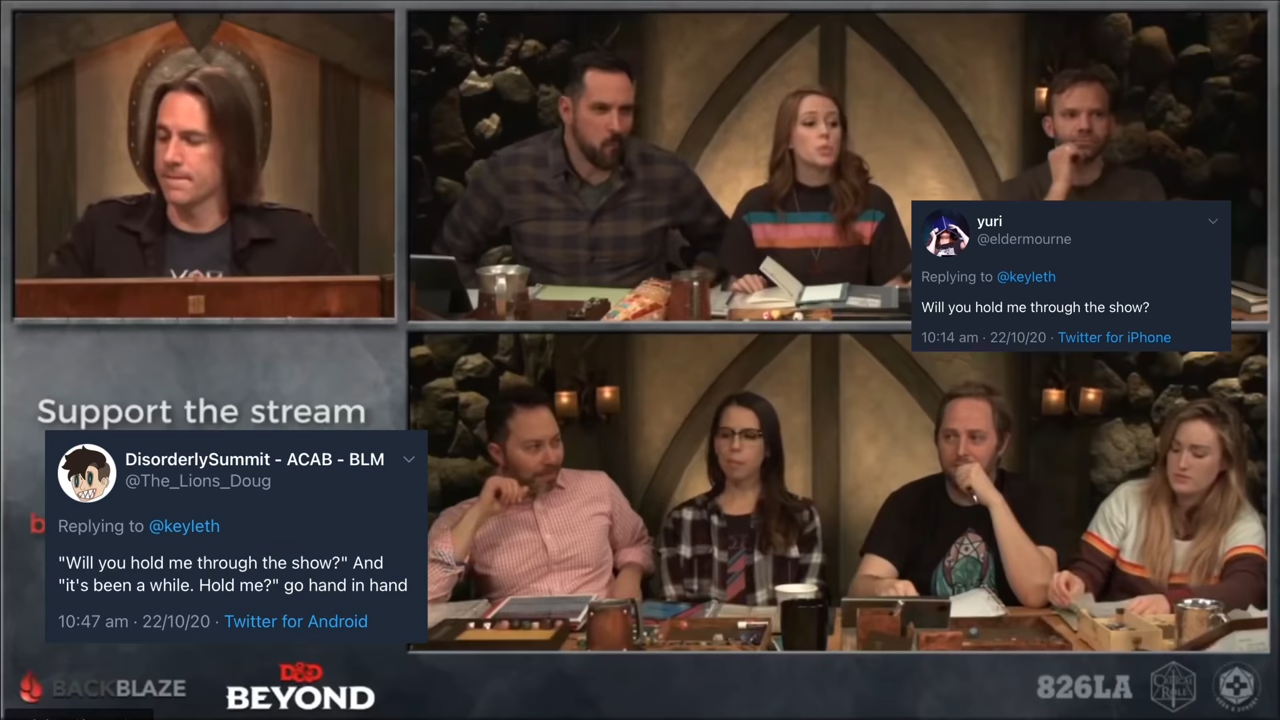 yuri
@eldermourne
Replying to @keyleth
Will you hold me through the show?
10:14 am · 22/10/20 · Twitter for iPhone
Support the stream
DisorderlySummit - ACAB - BLM
@The_Lions_Doug
Replying to @keyleth
"Will you hold me through the show?" And
"it's been a while. Hold me?" go hand in hand
10:47 am · 22/10/20 · Twitter for Android
BACKBLAZE
D&D
BEYOND
826LA
CRITICAL
ROLE